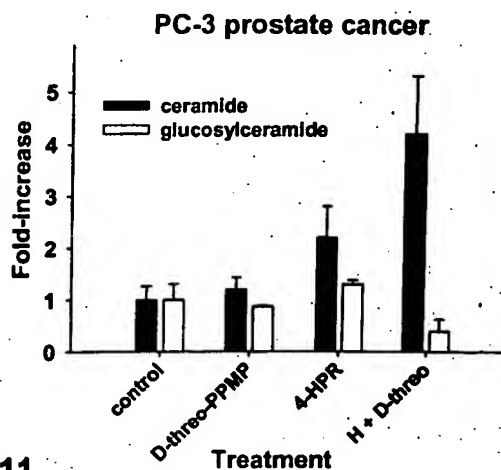 PC-3 prostate cancer
5
4
3
2
1
0
Fold-increase
ceramide
glucosylceramide
control
D-threo-PPMP
4-HPR
H + D-threo
Treatment
11